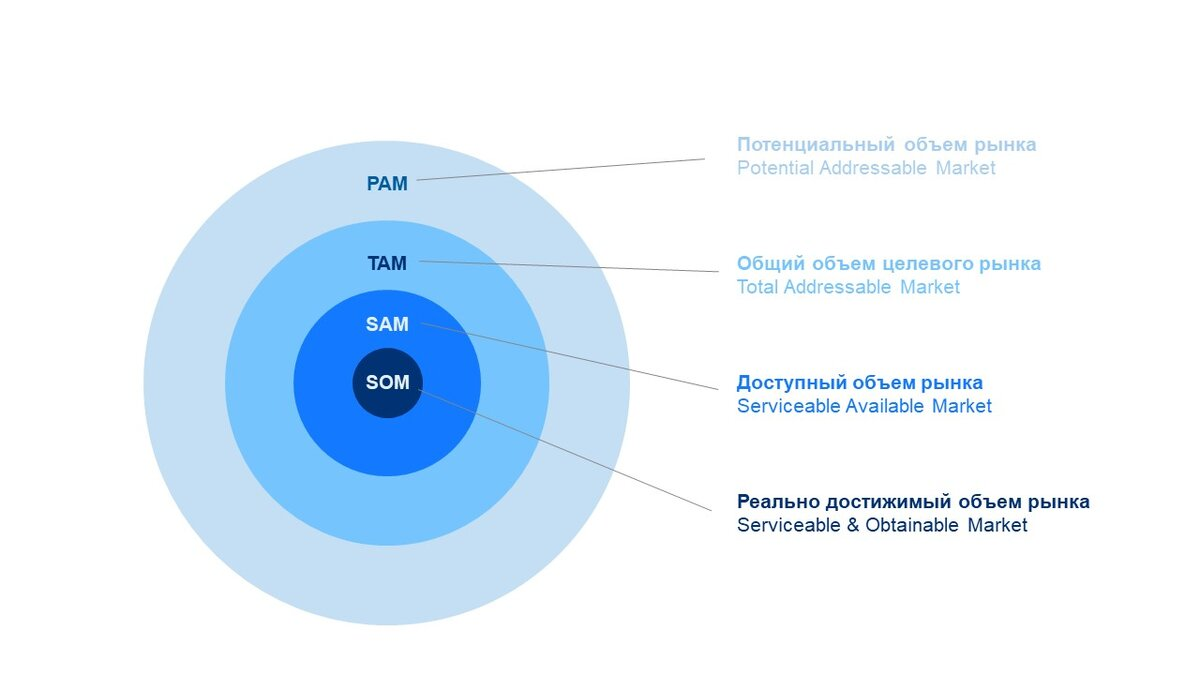 PAM
TAM
SAM
SOM
Потенциальный объем рынка
Potential Addressable Market
Общий объем целевого рынка
Total Addressable Market
Доступный объем рынка
Serviceable Available Market
Реально достижимый объем рынка
Serviceable & Obtainable Market